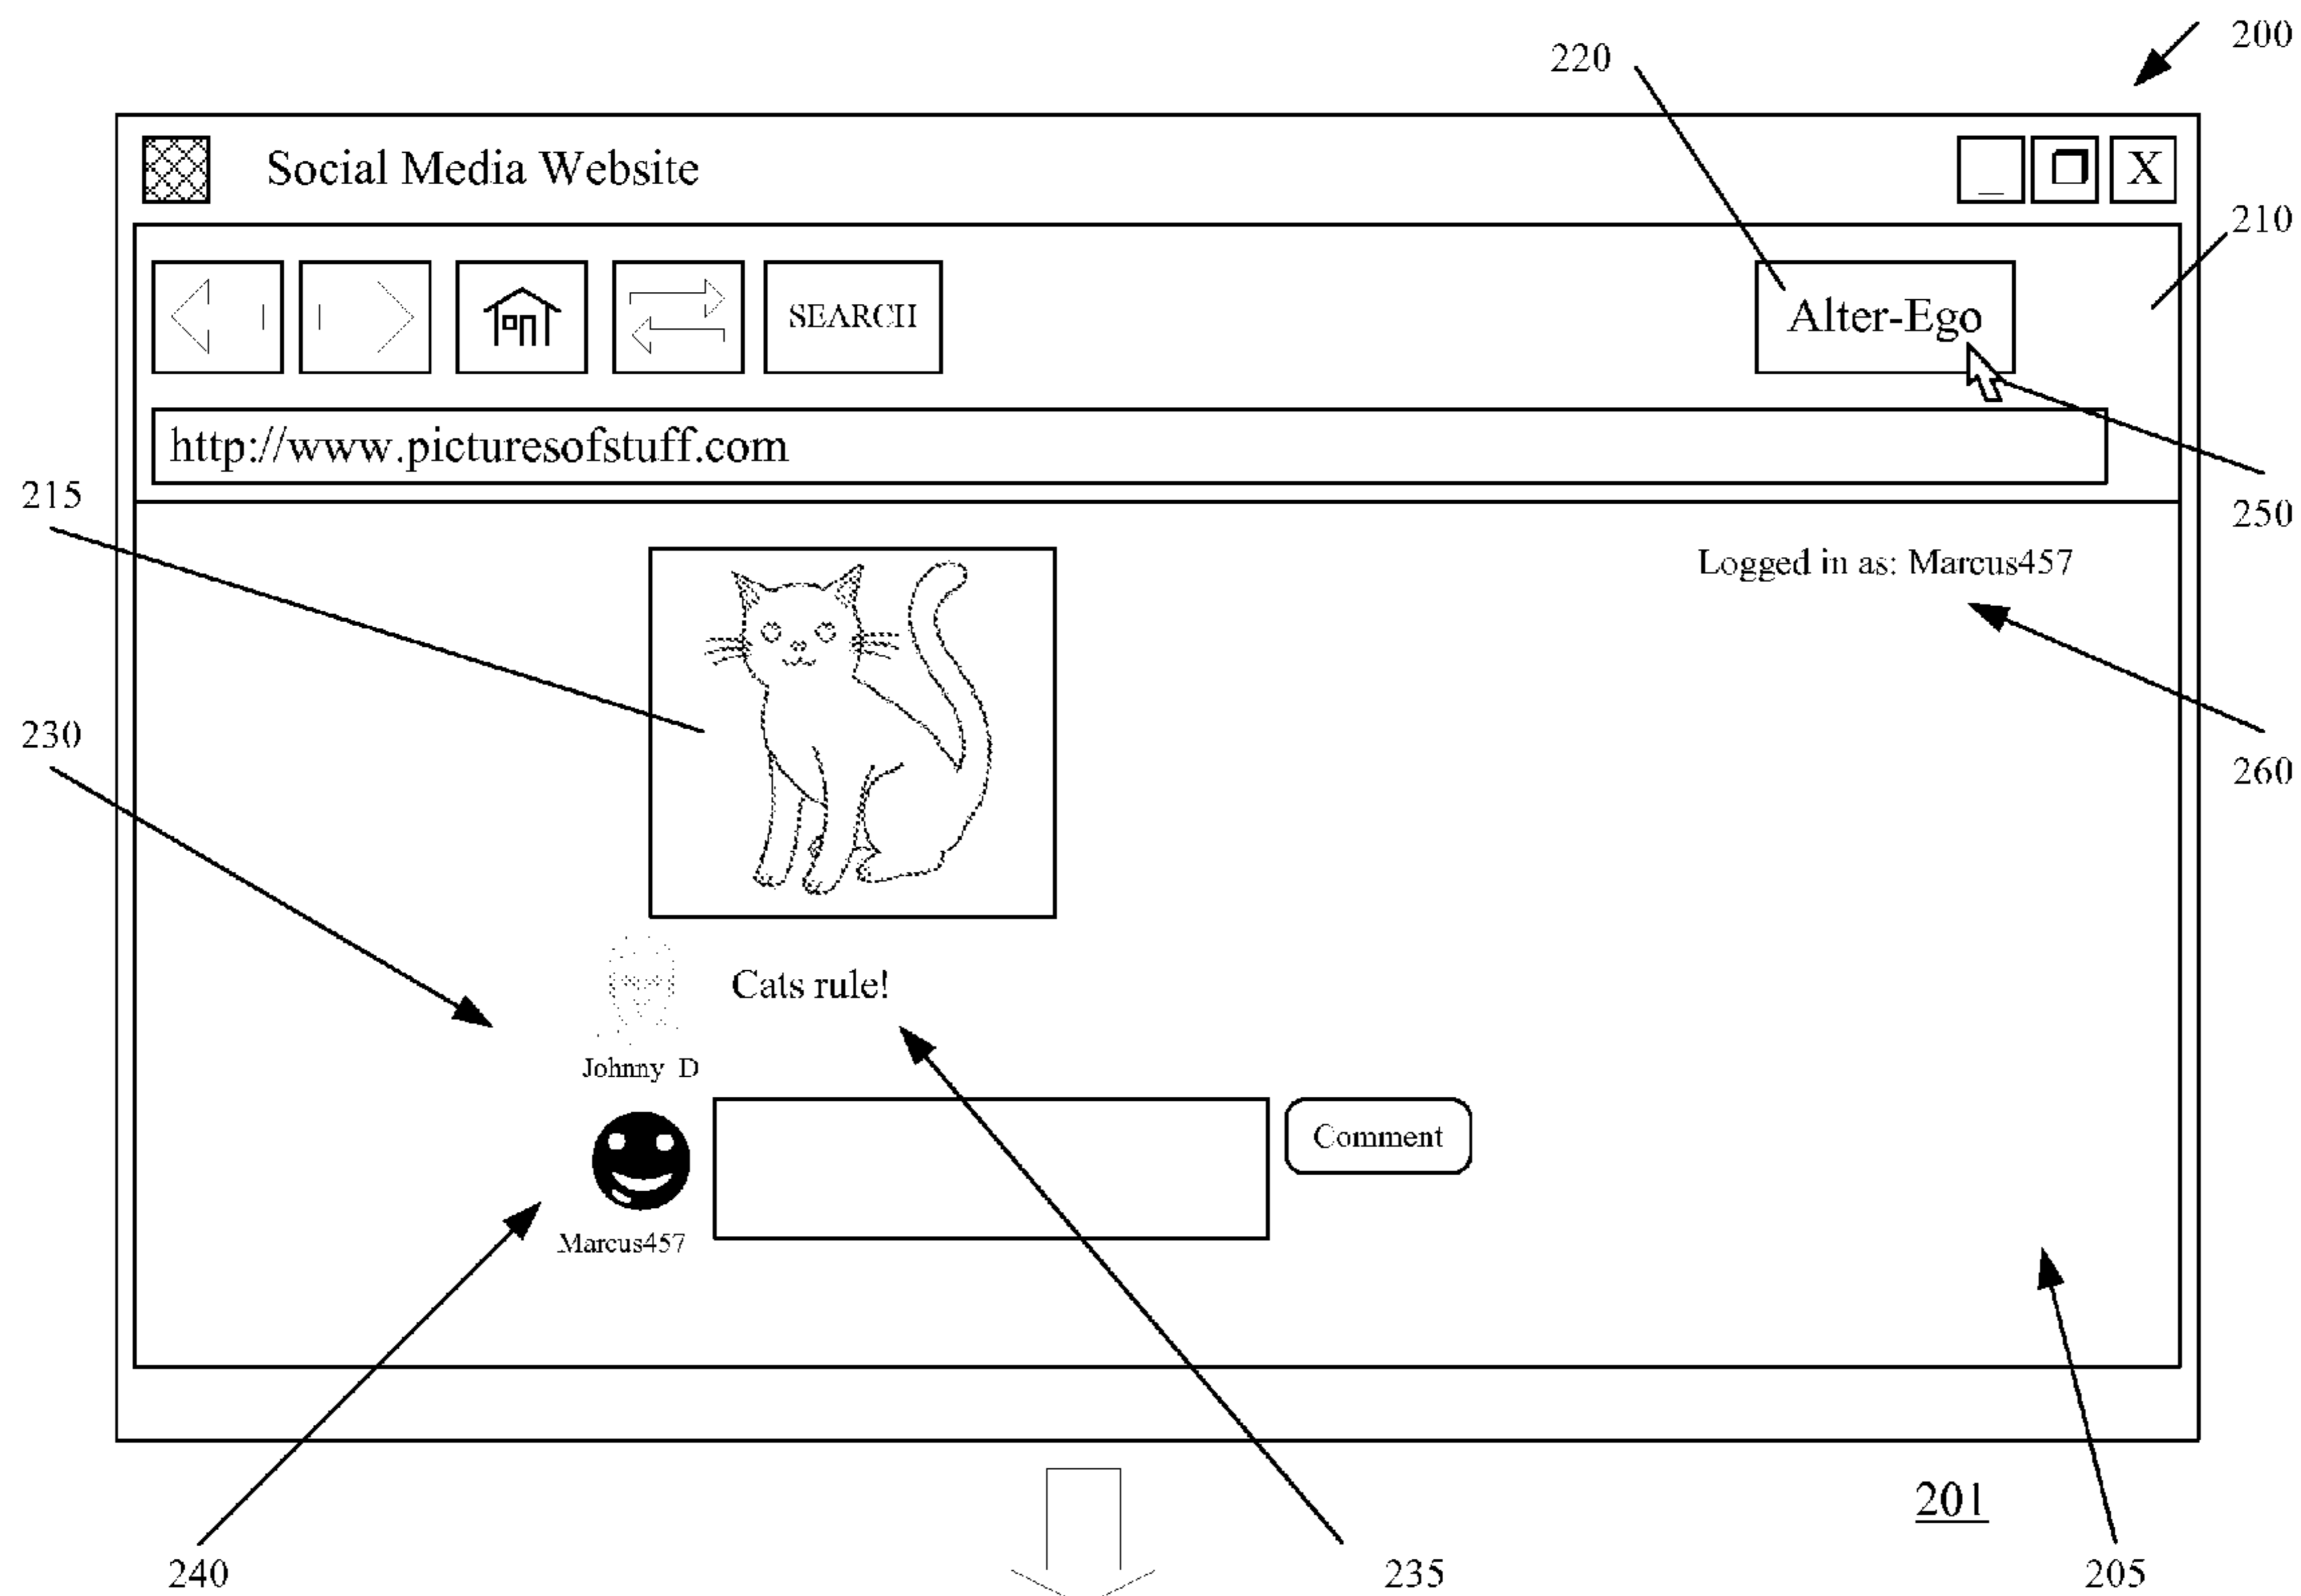 200
220
Social Media Website
_
X
210
SEARCH
Alter-Ego
http://www.picturesofstuff.com
215
250
Logged in as: Marcus457
230
260
Cats rule!
Johnny D
Comment
Marcus457
201
240
235
205